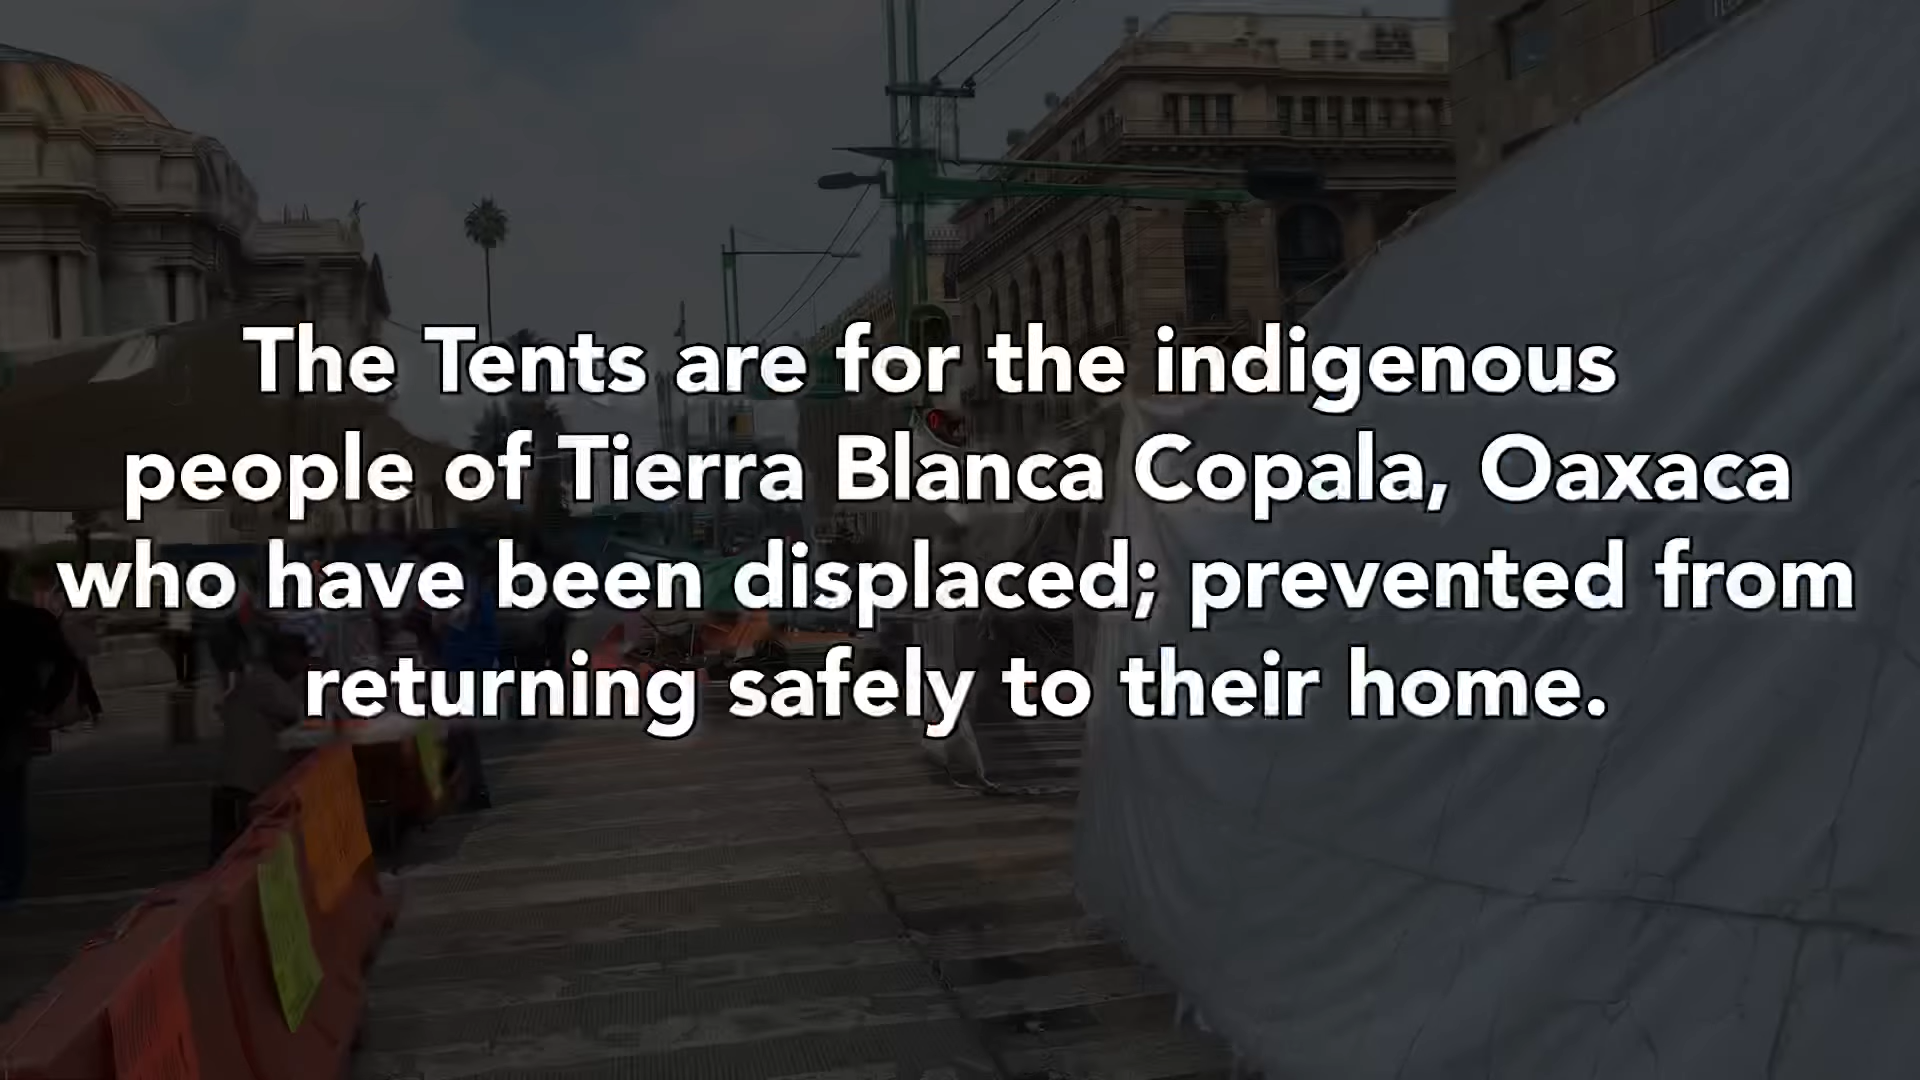 The Tents are for the indigenous
people of Tierra Blanca Copala, Oaxaca
who have been displaced; prevented from
returning safely to their home.